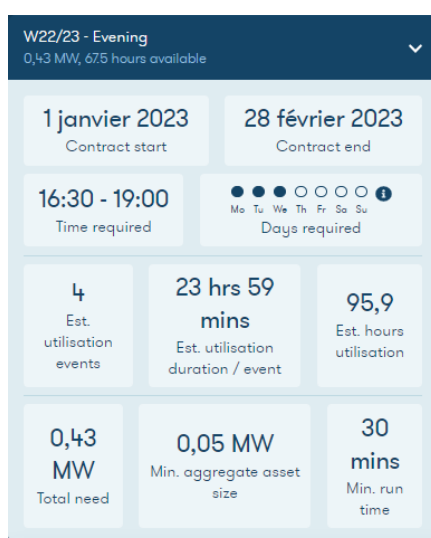 W22/23 - Evening
0,43 MW, 67.5 hours available
1 janvier 2023
Contract start
28 février 2023
Contract end
16:30 - 19:00
Time required
Mo Tu We Th Fr Sa Su
Days required
4
Est.
utilisation
events
23 hrs 59
mins
Est. utilisation
duration / event
95,9
Est. hours
utilisation
0,43
MW
Total need
0,05 MW
Min. aggregate asset
size
30
mins
Min. run
time